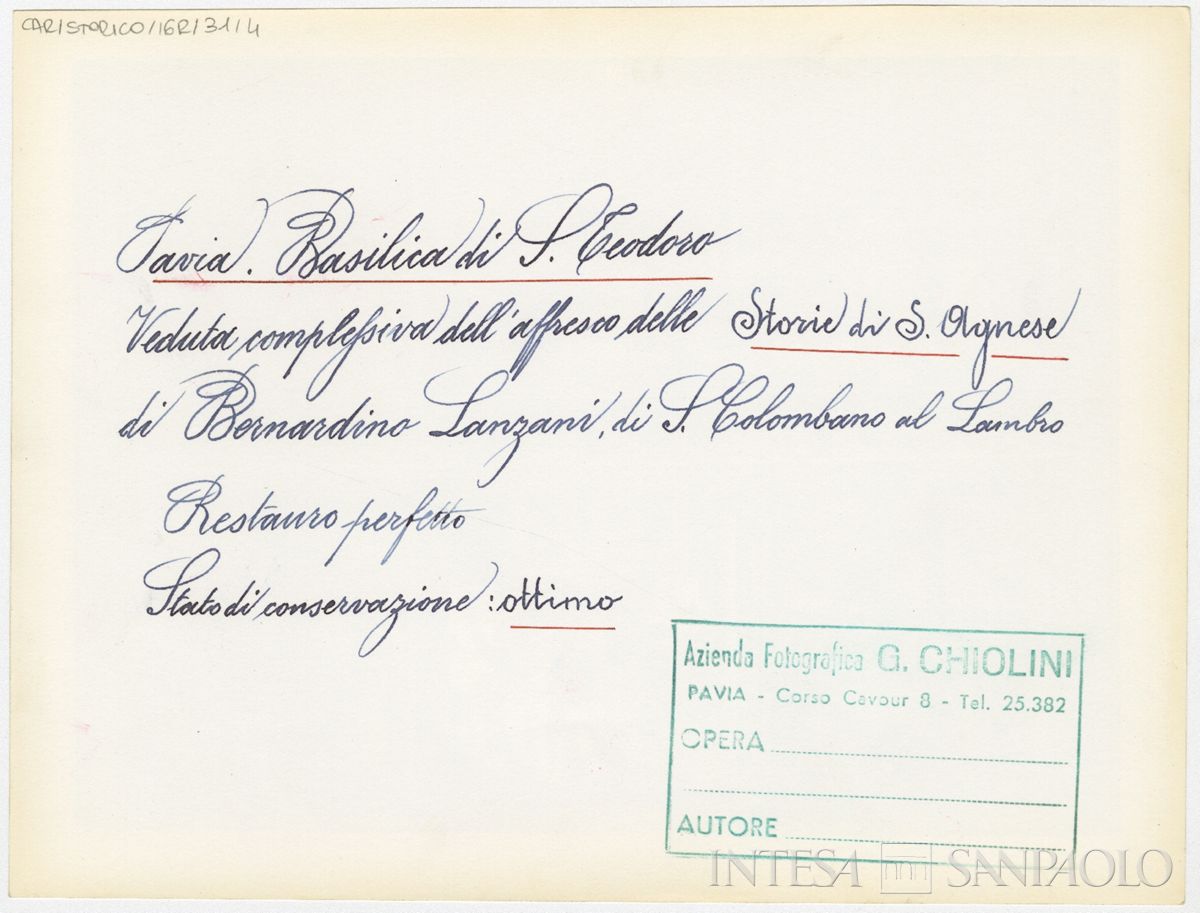 CARISTORICO/16R/31/4
Pavia. Basilica di S. Teodoro
Veduta complessiva dell'affresco delle Storie di S. Agnese
di Bernardino Lanzani, di S. Colombano al Lambro
Restauro perfetto
Stato di conservazione: ottimo
Azienda Fotografica G. CHIOLINI
PAVIA - Corso Cavour 8 - Tel. 25.382
OPERA
AUTORE
INTESA SANPAOLO